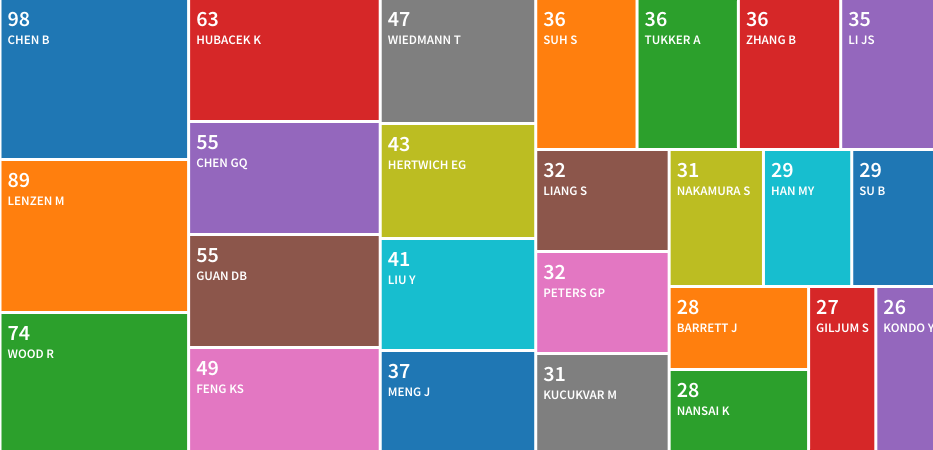 98
CHEN B
89
LENZEN M
74
WOOD R
63
HUBACEK K
55
CHEN GQ
55
GUAN DB
49
FENG KS
47
WIEDMANN T
43
HERTWICH EG
41
LIU Y
37
MENG J
36
SUH S
36
TUKKER A
36
ZHANG B
35
LI JS
32
LIANG S
32
PETERS GP
31
KUCUKVAR M
31
NAKAMURA S
29
HAN MY
29
SU B
28
BARRETT J
28
NANSAI K
27
GILJUM S
26
KONDO Y